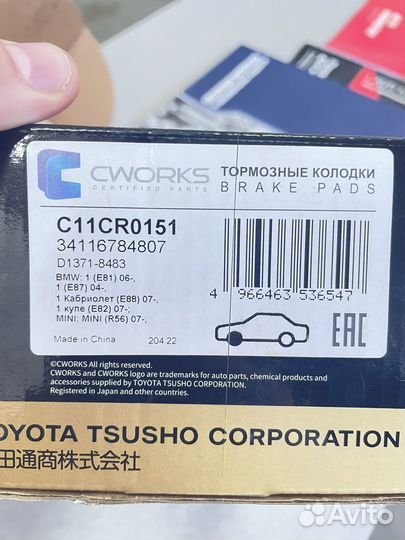 CWORKS
CERTIFIED PARTS
ТОРМОЗНЫЕ КОЛОДКИ
BRAKE PADS
C11CR0151
34116784807
D1371-8483
BMW: 1 (E81) 06-,
1 (E87) 04-,
1 Кабриолет (E88) 07-,
1 купе (E82) 07-;
MINI: MINI (R56) 07-;
Made in China
204 22
4 966463 536547
EAC
©CWORKS All rights reserved.
CWORKS and CWORKS logo are trademarks for auto parts, chemical products and
accessories supplied by TOYOTA TSUSHO CORPORATION.
Registered in Japan and other countries.
OYOTA TSUSHO CORPORATION
田通商株式会社
Avito